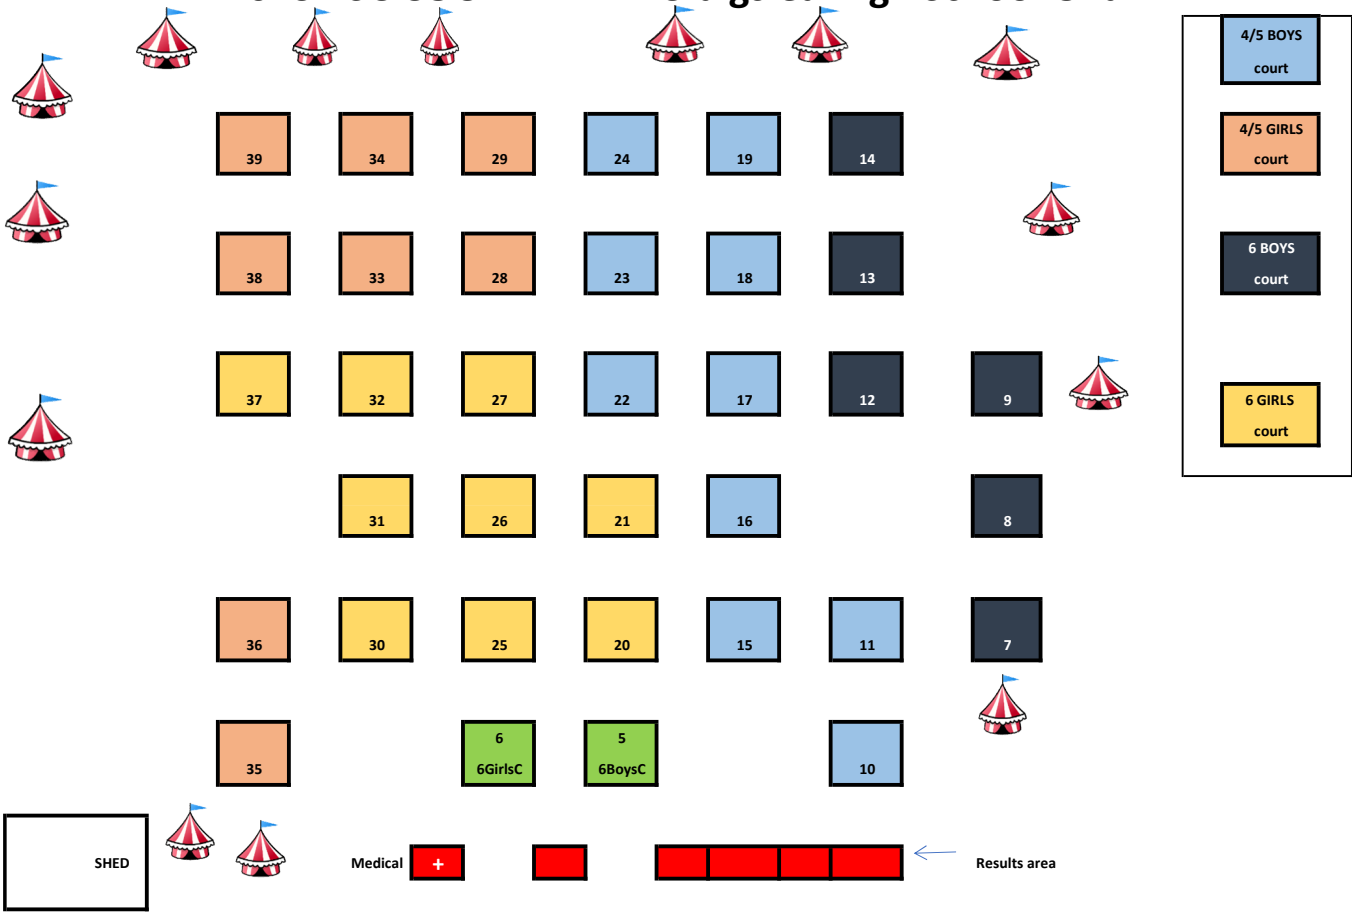 4/5 BOYS
court
4/5 GIRLS
court
39 34 29 24 19 14
6 BOYS
court
38 33 28 23 18 13
37 32 27 22 17 12 9
6 GIRLS
court
31 26 21 16 8
36 30 25 20 15 11 7
6 5
35 6GirlsC 6BoysC 10
SHED Medical + Results area